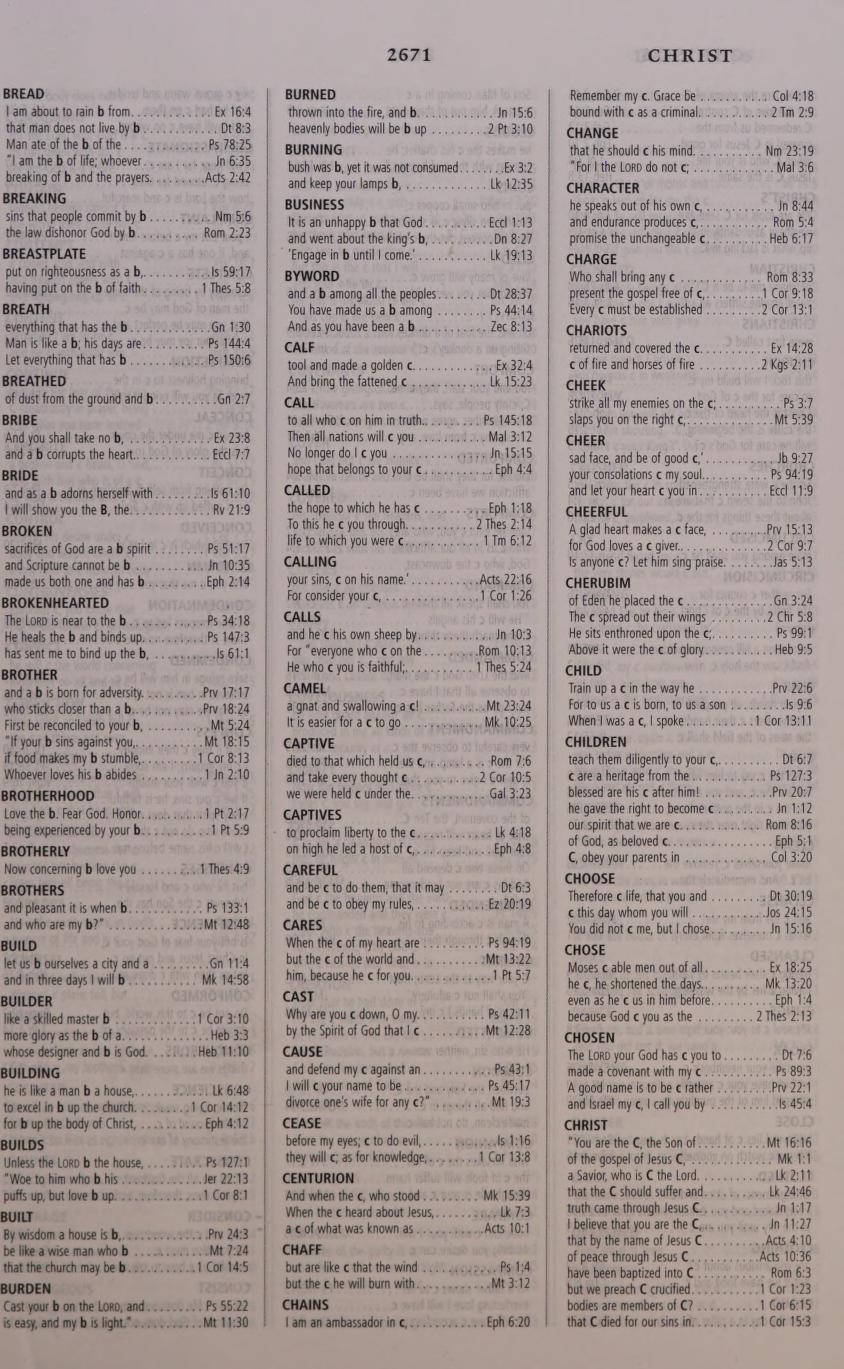 2671
CHRIST
BREAD
I am about to rain b from. . . . . . . . . . . . Ex 16:4
that man does not live by b . . . . . . . . . . . Dt 8:3
Man ate of the b of the . . . . . . . . . . . . Ps 78:25
"I am the b of life; whoever . . . . . . . . . . Jn 6:35
breaking of b and the prayers. . . . . . . . . Acts 2:42
BREAKING
sins that people commit by b . . . . . . . . . Nm 5:6
the law dishonor God by b. . . . . . . . . . Rom 2:23
BREASTPLATE
put on righteousness as a b,. . . . . . . . . . Is 59:17
having put on the b of faith . . . . . . . . . 1 Thes 5:8
BREATH
everything that has the b . . . . . . . . . . . . Gn 1:30
Man is like a b; his days are. . . . . . . . . . Ps 144:4
Let everything that has b . . . . . . . . . . . Ps 150:6
BREATHED
of dust from the ground and b . . . . . . . . . Gn 2:7
BRIBE
And you shall take no b, . . . . . . . . . . . . Ex 23:8
and a b corrupts the heart.. . . . . . . . . . . Eccl 7:7
BRIDE
and as a b adorns herself with . . . . . . . . Is 61:10
I will show you the B, the. . . . . . . . . . . . Rv 21:9
BROKEN
sacrifices of God are a b spirit . . . . . . . . Ps 51:17
and Scripture cannot be b . . . . . . . . . . Jn 10:35
made us both one and has b . . . . . . . . . Eph 2:14
BROKENHEARTED
The LORD is near to the b . . . . . . . . . . . Ps 34:18
He heals the b and binds up. . . . . . . . . . Ps 147:3
has sent me to bind up the b, . . . . . . . . . Is 61:1
BROTHER
and a b is born for adversity. . . . . . . . . Prv 17:17
who sticks closer than a b. . . . . . . . . . . Prv 18:24
First be reconciled to your b, . . . . . . . . . Mt 5:24
"If your b sins against you,. . . . . . . . . . Mt 18:15
if food makes my b stumble,. . . . . . . . . 1 Cor 8:13
Whoever loves his b abides . . . . . . . . . 1 Jn 2:10
BROTHERHOOD
Love the b. Fear God. Honor. . . . . . . . . . 1 Pt 2:17
being experienced by your b. . . . . . . . . . 1 Pt 5:9
BROTHERLY
Now concerning b love you . . . . . . . . 1 Thes 4:9
BROTHERS
and pleasant it is when b. . . . . . . . . . . Ps 133:1
and who are my b?" . . . . . . . . . . . . . Mt 12:48
BUILD
let us b ourselves a city and a . . . . . . . . . Gn 11:4
and in three days I will b . . . . . . . . . . Mk 14:58
BUILDER
like a skilled master b . . . . . . . . . . . . 1 Cor 3:10
more glory as the b of a. . . . . . . . . . . . . Heb 3:3
whose designer and b is God. . . . . . . . Heb 11:10
BUILDING
he is like a man b a house,. . . . . . . . . . . Lk 6:48
to excel in b up the church. . . . . . . . . 1 Cor 14:12
for b up the body of Christ, . . . . . . . . . . Eph 4:12
BUILDS
Unless the LORD b the house, . . . . . . . . . Ps 127:1
"Woe to him who b his . . . . . . . . . . . . Jer 22:13
puffs up, but love b up. . . . . . . . . . . . . 1 Cor 8:1
BUILT
By wisdom a house is b,. . . . . . . . . . . . Prv 24:3
be like a wise man who b . . . . . . . . . . . Mt 7:24
that the church may be b. . . . . . . . . . . 1 Cor 14:5
BURDEN
Cast your b on the LORD, and. . . . . . . . . Ps 55:22
is easy, and my b is light." . . . . . . . . . . . Mt 11:30
BURNED
thrown into the fire, and b. . . . . . . . . . . . Jn 15:6
heavenly bodies will be b up . . . . . . . . . 2 Pt 3:10
BURNING
bush was b, yet it was not consumed . . . . . . . Ex 3:2
and keep your lamps b, . . . . . . . . . . . . . Lk 12:35
BUSINESS
It is an unhappy b that God . . . . . . . . . . Eccl 1:13
and went about the king's b, . . . . . . . . . . Dn 8:27
'Engage in b until I come.' . . . . . . . . . . . Lk 19:13
BYWORD
and a b among all the peoples . . . . . . . . Dt 28:37
You have made us a b among . . . . . . . . Ps 44:14
And as you have been a b . . . . . . . . . . . . Zec 8:13
CALF
tool and made a golden c. . . . . . . . . . . . . Ex 32:4
And bring the fattened c . . . . . . . . . . . . . Lk 15:23
CALL
to all who c on him in truth.. . . . . . . . . Ps 145:18
Then all nations will c you . . . . . . . . . . . Mal 3:12
No longer do I c you . . . . . . . . . . . . . . . Jn 15:15
hope that belongs to your c . . . . . . . . . . . Eph 4:4
CALLED
the hope to which he has c . . . . . . . . . . Eph 1:18
To this he c you through. . . . . . . . . . . 2 Thes 2:14
life to which you were c. . . . . . . . . . . . . 1 Tm 6:12
CALLING
your sins, c on his name.' . . . . . . . . . . . Acts 22:16
For consider your c, . . . . . . . . . . . . . . . 1 Cor 1:26
CALLS
and he c his own sheep by. . . . . . . . . . . . Jn 10:3
For "everyone who c on the . . . . . . . . . Rom 10:13
He who c you is faithful;. . . . . . . . . . . 1 Thes 5:24
CAMEL
a gnat and swallowing a c! . . . . . . . . . . . Mt 23:24
It is easier for a c to go . . . . . . . . . . . . . Mk 10:25
CAPTIVE
died to that which held us c, . . . . . . . . . . Rom 7:6
and take every thought c . . . . . . . . . . . . 2 Cor 10:5
we were held c under the. . . . . . . . . . . . Gal 3:23
CAPTIVES
to proclaim liberty to the c . . . . . . . . . . . . Lk 4:18
on high he led a host of c, . . . . . . . . . . . . Eph 4:8
CAREFUL
and be c to do them, that it may . . . . . . . . Dt 6:3
and be c to obey my rules, . . . . . . . . . . . Ez 20:19
CARES
When the c of my heart are . . . . . . . . . . Ps 94:19
but the c of the world and. . . . . . . . . . . Mt 13:22
him, because he c for you. . . . . . . . . . . . . 1 Pt 5:7
CAST
Why are you c down, O my. . . . . . . . . . . Ps 42:11
by the Spirit of God that I c . . . . . . . . . . Mt 12:28
CAUSE
and defend my c against an . . . . . . . . . . . Ps 43:1
I will c your name to be . . . . . . . . . . . . Ps 45:17
divorce one's wife for any c?" . . . . . . . . . Mt 19:3
CEASE
before my eyes; c to do evil, . . . . . . . . . . . Is 1:16
they will c; as for knowledge, . . . . . . . . . 1 Cor 13:8
CENTURION
And when the c, who stood . . . . . . . . . Mk 15:39
When the c heard about Jesus, . . . . . . . . . Lk 7:3
a c of what was known as . . . . . . . . . . . Acts 10:1
CHAFF
but are like c that the wind . . . . . . . . . . . . Ps 1:4
but the c he will burn with. . . . . . . . . . . . Mt 3:12
CHAINS
I am an ambassador in c, . . . . . . . . . . . . Eph 6:20
Remember my c. Grace be . . . . . . . . . . . Col 4:18
bound with c as a criminal. . . . . . . . . . . 2 Tm 2:9
CHANGE
that he should c his mind. . . . . . . . . . . Nm 23:19
"For I the LORD do not c; . . . . . . . . . . . . . Mal 3:6
CHARACTER
he speaks out of his own c, . . . . . . . . . . . Jn 8:44
and endurance produces c, . . . . . . . . . . . Rom 5:4
promise the unchangeable c . . . . . . . . . . Heb 6:17
CHARGE
Who shall bring any c . . . . . . . . . . . . . Rom 8:33
present the gospel free of c, . . . . . . . . . 1 Cor 9:18
Every c must be established . . . . . . . . . 2 Cor 13:1
CHARIOTS
returned and covered the c. . . . . . . . . . . Ex 14:28
c of fire and horses of fire . . . . . . . . . . 2 Kgs 2:11
CHEEK
strike all my enemies on the c; . . . . . . . . . . Ps 3:7
slaps you on the right c; . . . . . . . . . . . . . Mt 5:39
CHEER
sad face, and be of good c,' . . . . . . . . . . . Jb 9:27
your consolations c my soul.. . . . . . . . . . Ps 94:19
and let your heart c you in . . . . . . . . . . . Eccl 11:9
CHEERFUL
A glad heart makes a c face, . . . . . . . . . . Prv 15:13
for God loves a c giver.. . . . . . . . . . . . . . 2 Cor 9:7
Is anyone c? Let him sing praise. . . . . . . . Jas 5:13
CHERUBIM
of Eden he placed the c . . . . . . . . . . . . . Gn 3:24
The c spread out their wings . . . . . . . . . 2 Chr 5:8
He sits enthroned upon the c; . . . . . . . . . . Ps 99:1
Above it were the c of glory. . . . . . . . . . . Heb 9:5
CHILD
Train up a c in the way he . . . . . . . . . . . Prv 22:6
For to us a c is born, to us a son . . . . . . . . . Is 9:6
When I was a c, I spoke . . . . . . . . . . . . 1 Cor 13:11
CHILDREN
teach them diligently to your c, . . . . . . . . . Dt 6:7
c are a heritage from the . . . . . . . . . . . . Ps 127:3
blessed are his c after him! . . . . . . . . . . Prv 20:7
he gave the right to become c . . . . . . . . . Jn 1:12
our spirit that we are c. . . . . . . . . . . . . Rom 8:16
of God, as beloved c. . . . . . . . . . . . . . . . Eph 5:1
C, obey your parents in . . . . . . . . . . . . . Col 3:20
CHOOSE
Therefore c life, that you and . . . . . . . . . Dt 30:19
c this day whom you will . . . . . . . . . . . . Jos 24:15
You did not c me, but I chose. . . . . . . . . Jn 15:16
CHOSE
Moses c able men out of all. . . . . . . . . . . Ex 18:25
he c, he shortened the days. . . . . . . . . . . Mk 13:20
even as he c us in him before. . . . . . . . . . Eph 1:4
because God c you as the . . . . . . . . . 2 Thes 2:13
CHOSEN
The LORD your God has c you to . . . . . . . . . Dt 7:6
made a covenant with my c . . . . . . . . . . . Ps 89:3
A good name is to be c rather . . . . . . . . . Prv 22:1
and Israel my c, I call you by . . . . . . . . . . . Is 45:4
CHRIST
"You are the C, the Son of . . . . . . . . . . . Mt 16:16
of the gospel of Jesus C, . . . . . . . . . . . . . Mk 1:1
a Savior, who is C the Lord. . . . . . . . . . . . Lk 2:11
that the C should suffer and. . . . . . . . . . Lk 24:46
truth came through Jesus C. . . . . . . . . . . . Jn 1:17
I believe that you are the C, . . . . . . . . . . Jn 11:27
that by the name of Jesus C . . . . . . . . . . Acts 4:10
of peace through Jesus C . . . . . . . . . . . Acts 10:36
have been baptized into C . . . . . . . . . . . Rom 6:3
but we preach C crucified. . . . . . . . . . . . 1 Cor 1:23
bodies are members of C? . . . . . . . . . . . 1 Cor 6:15
that C died for our sins in. . . . . . . . . . . 1 Cor 15:3